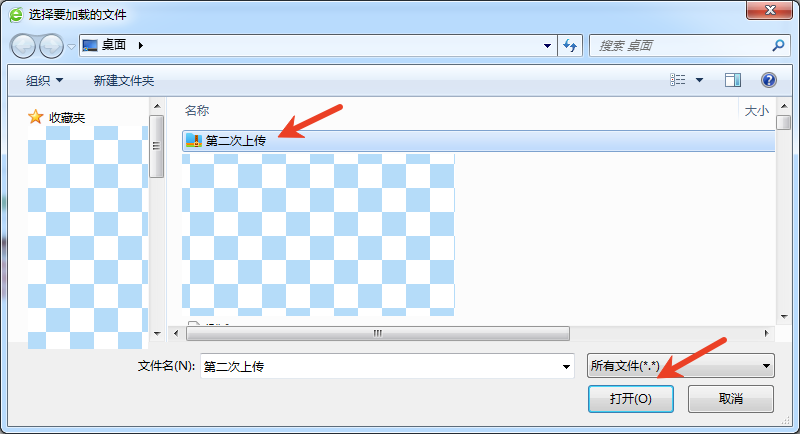 选择要加载的文件
桌面
搜索 桌面
组织
新建文件夹
收藏夹
名称
大小
第二次上传
文件名(N):
第二次上传
所有文件(*.*)
打开(O)
取消